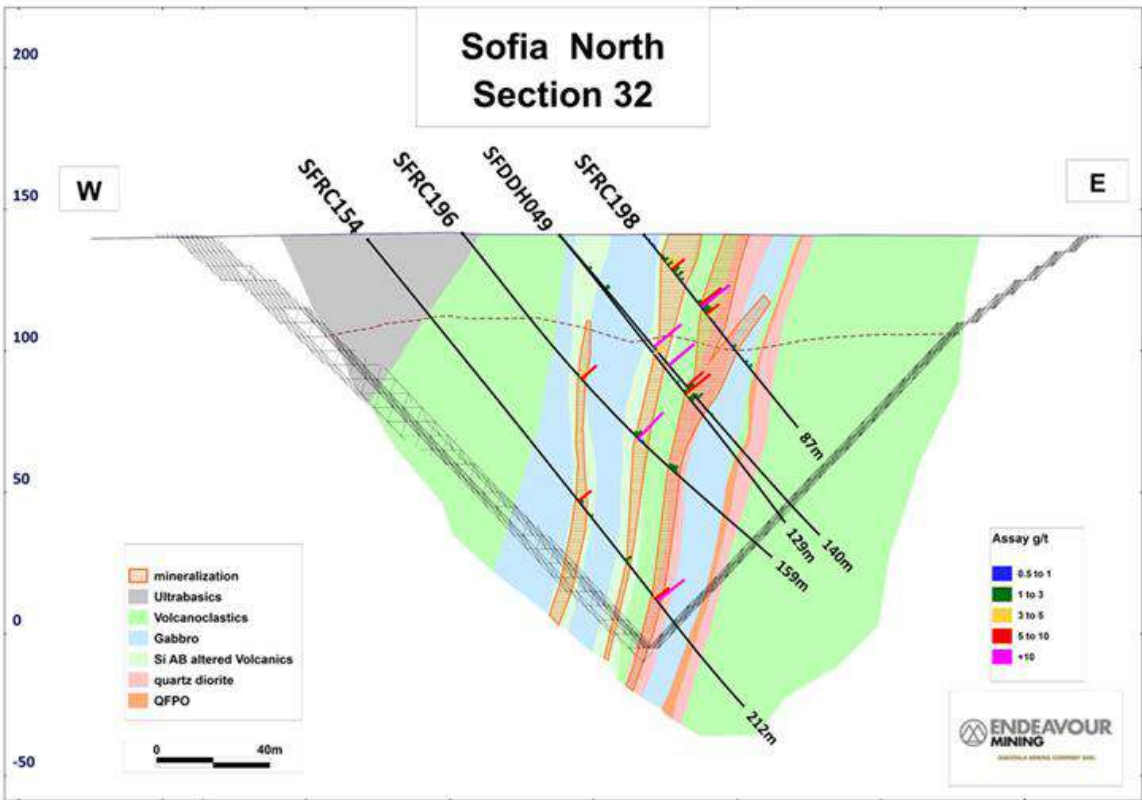 Sofia North
Section 32
200
150
100
50
0
-50
W
E
SFRC154
SFRC196
SFDDH049
SFRC198
87m
129m
140m
159m
212m
mineralization
Ultrabasics
Volcanoclastics
Gabbro
Si AB altered Volcanics
quartz diorite
QFPO
0 40m
Assay g/t
0.5 to 1
1 to 3
3 to 5
5 to 10
+10
ENDEAVOUR
MINING